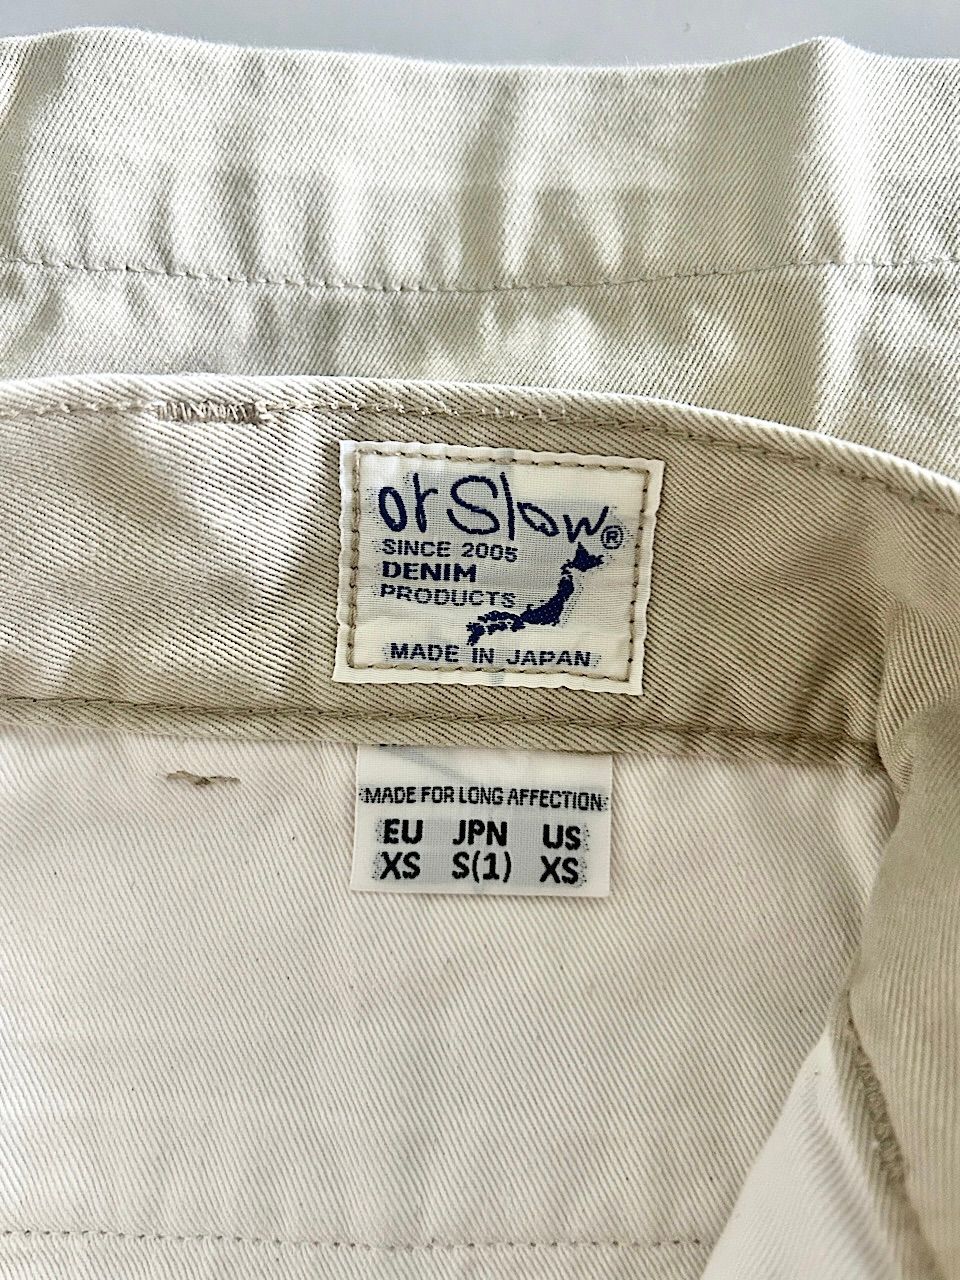 orSlow®
SINCE 2005
DENIM
PRODUCTS
MADE IN JAPAN
MADE FOR LONG AFFECTION
EU JPN US
XS S(1) XS